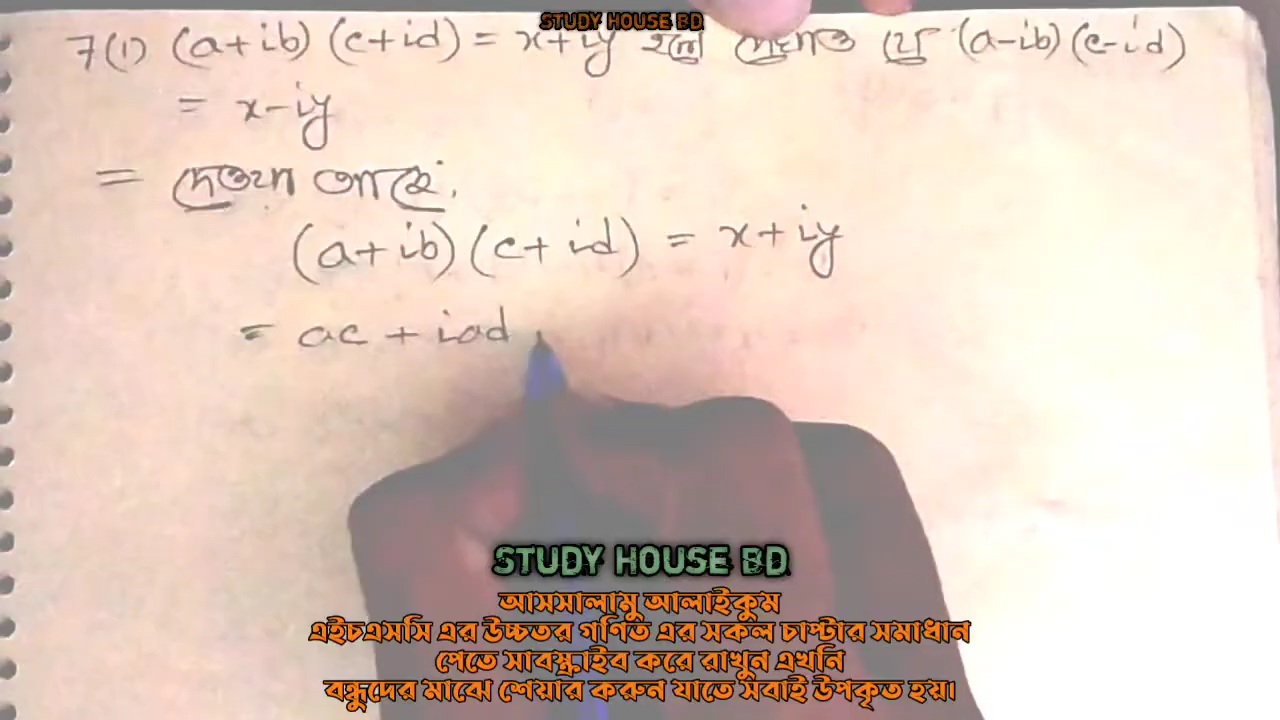 STUDY HOUSE BD
7(i) (a+ib) (c+id) = x+iy হলে দেখাও যে (a-ib) (c-id)
= x-iy
= দেওয়া আছে,
(a+ib) (c+id) = x+iy
= ac + iad
STUDY HOUSE BD
আসসালামু আলাইকুম
এইচএসসি এর উচ্চতর গণিত এর সকল চাপ্টার সমাধান
পেতে সাবস্ক্রাইব করে রাখুন এখনি
বন্ধুদের মাঝে শেয়ার করুন যাতে সবাই উপকৃত হয়।